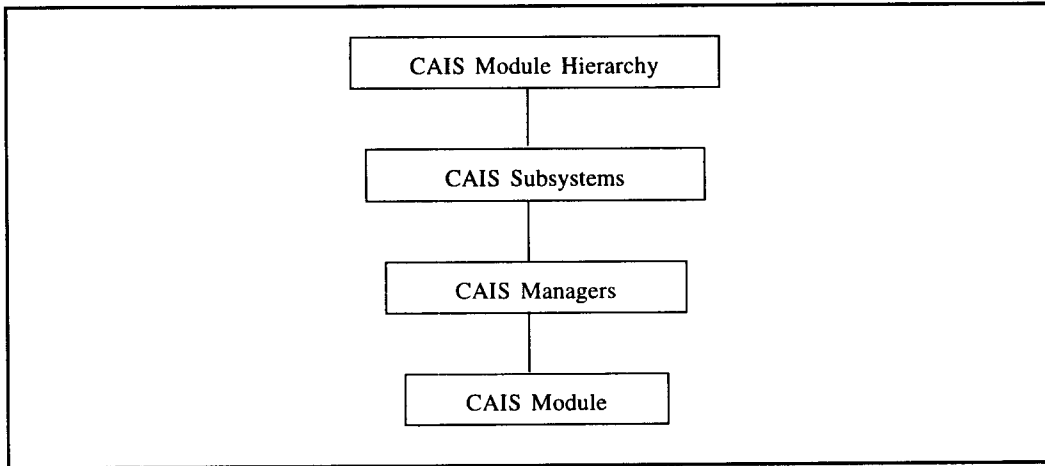 CAIS Module Hierarchy
CAIS Subsystems
CAIS Managers
CAIS Module